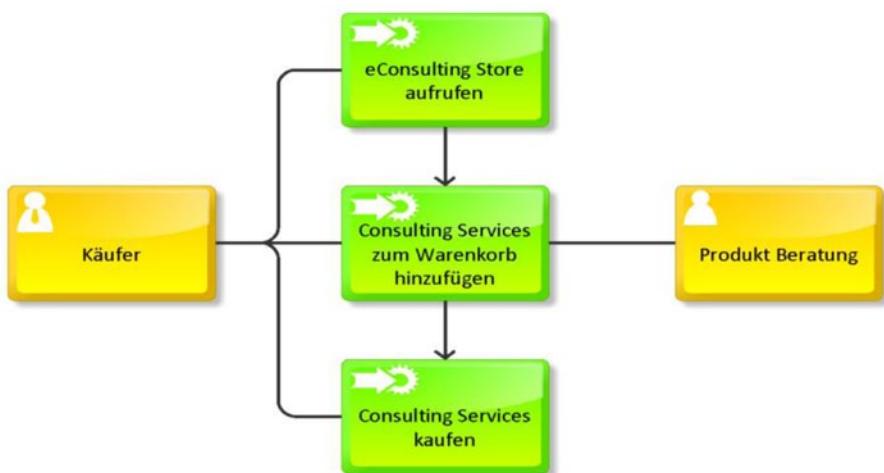 eConsulting Store
aufrufen
Käufer
Consulting Services
zum Warenkorb
hinzufügen
Produkt Beratung
Consulting Services
kaufen